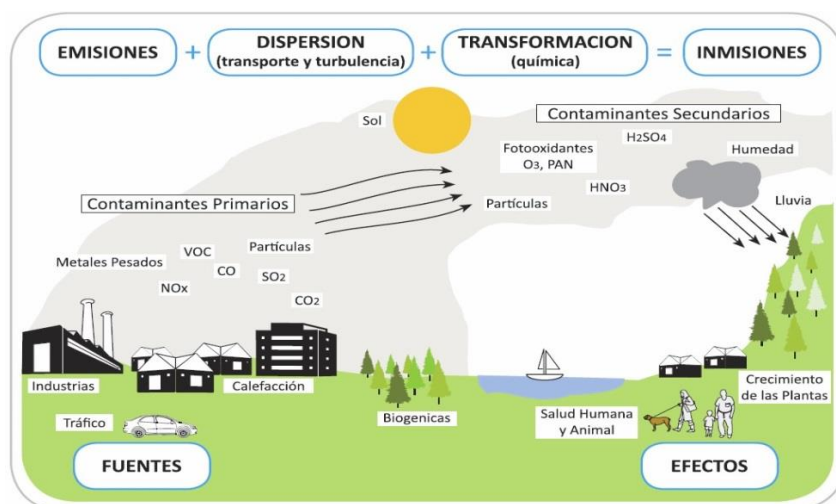 EMISIONES + DISPERSION + TRANSFORMACION = INMISIONES
(transporte y turbulencia) (química)
Contaminantes Secundarios
Sol
H2SO4
Fotooxidantes
O3, PAN
Humedad
HNO3
Contaminantes Primarios
Partículas
Lluvia
Partículas
VOC
Metales Pesados
CO
SO2
NOx
CO2
Industrias
Calefacción
Crecimiento
de las Plantas
Tráfico
Biogenicas
Salud Humana
y Animal
FUENTES
EFECTOS